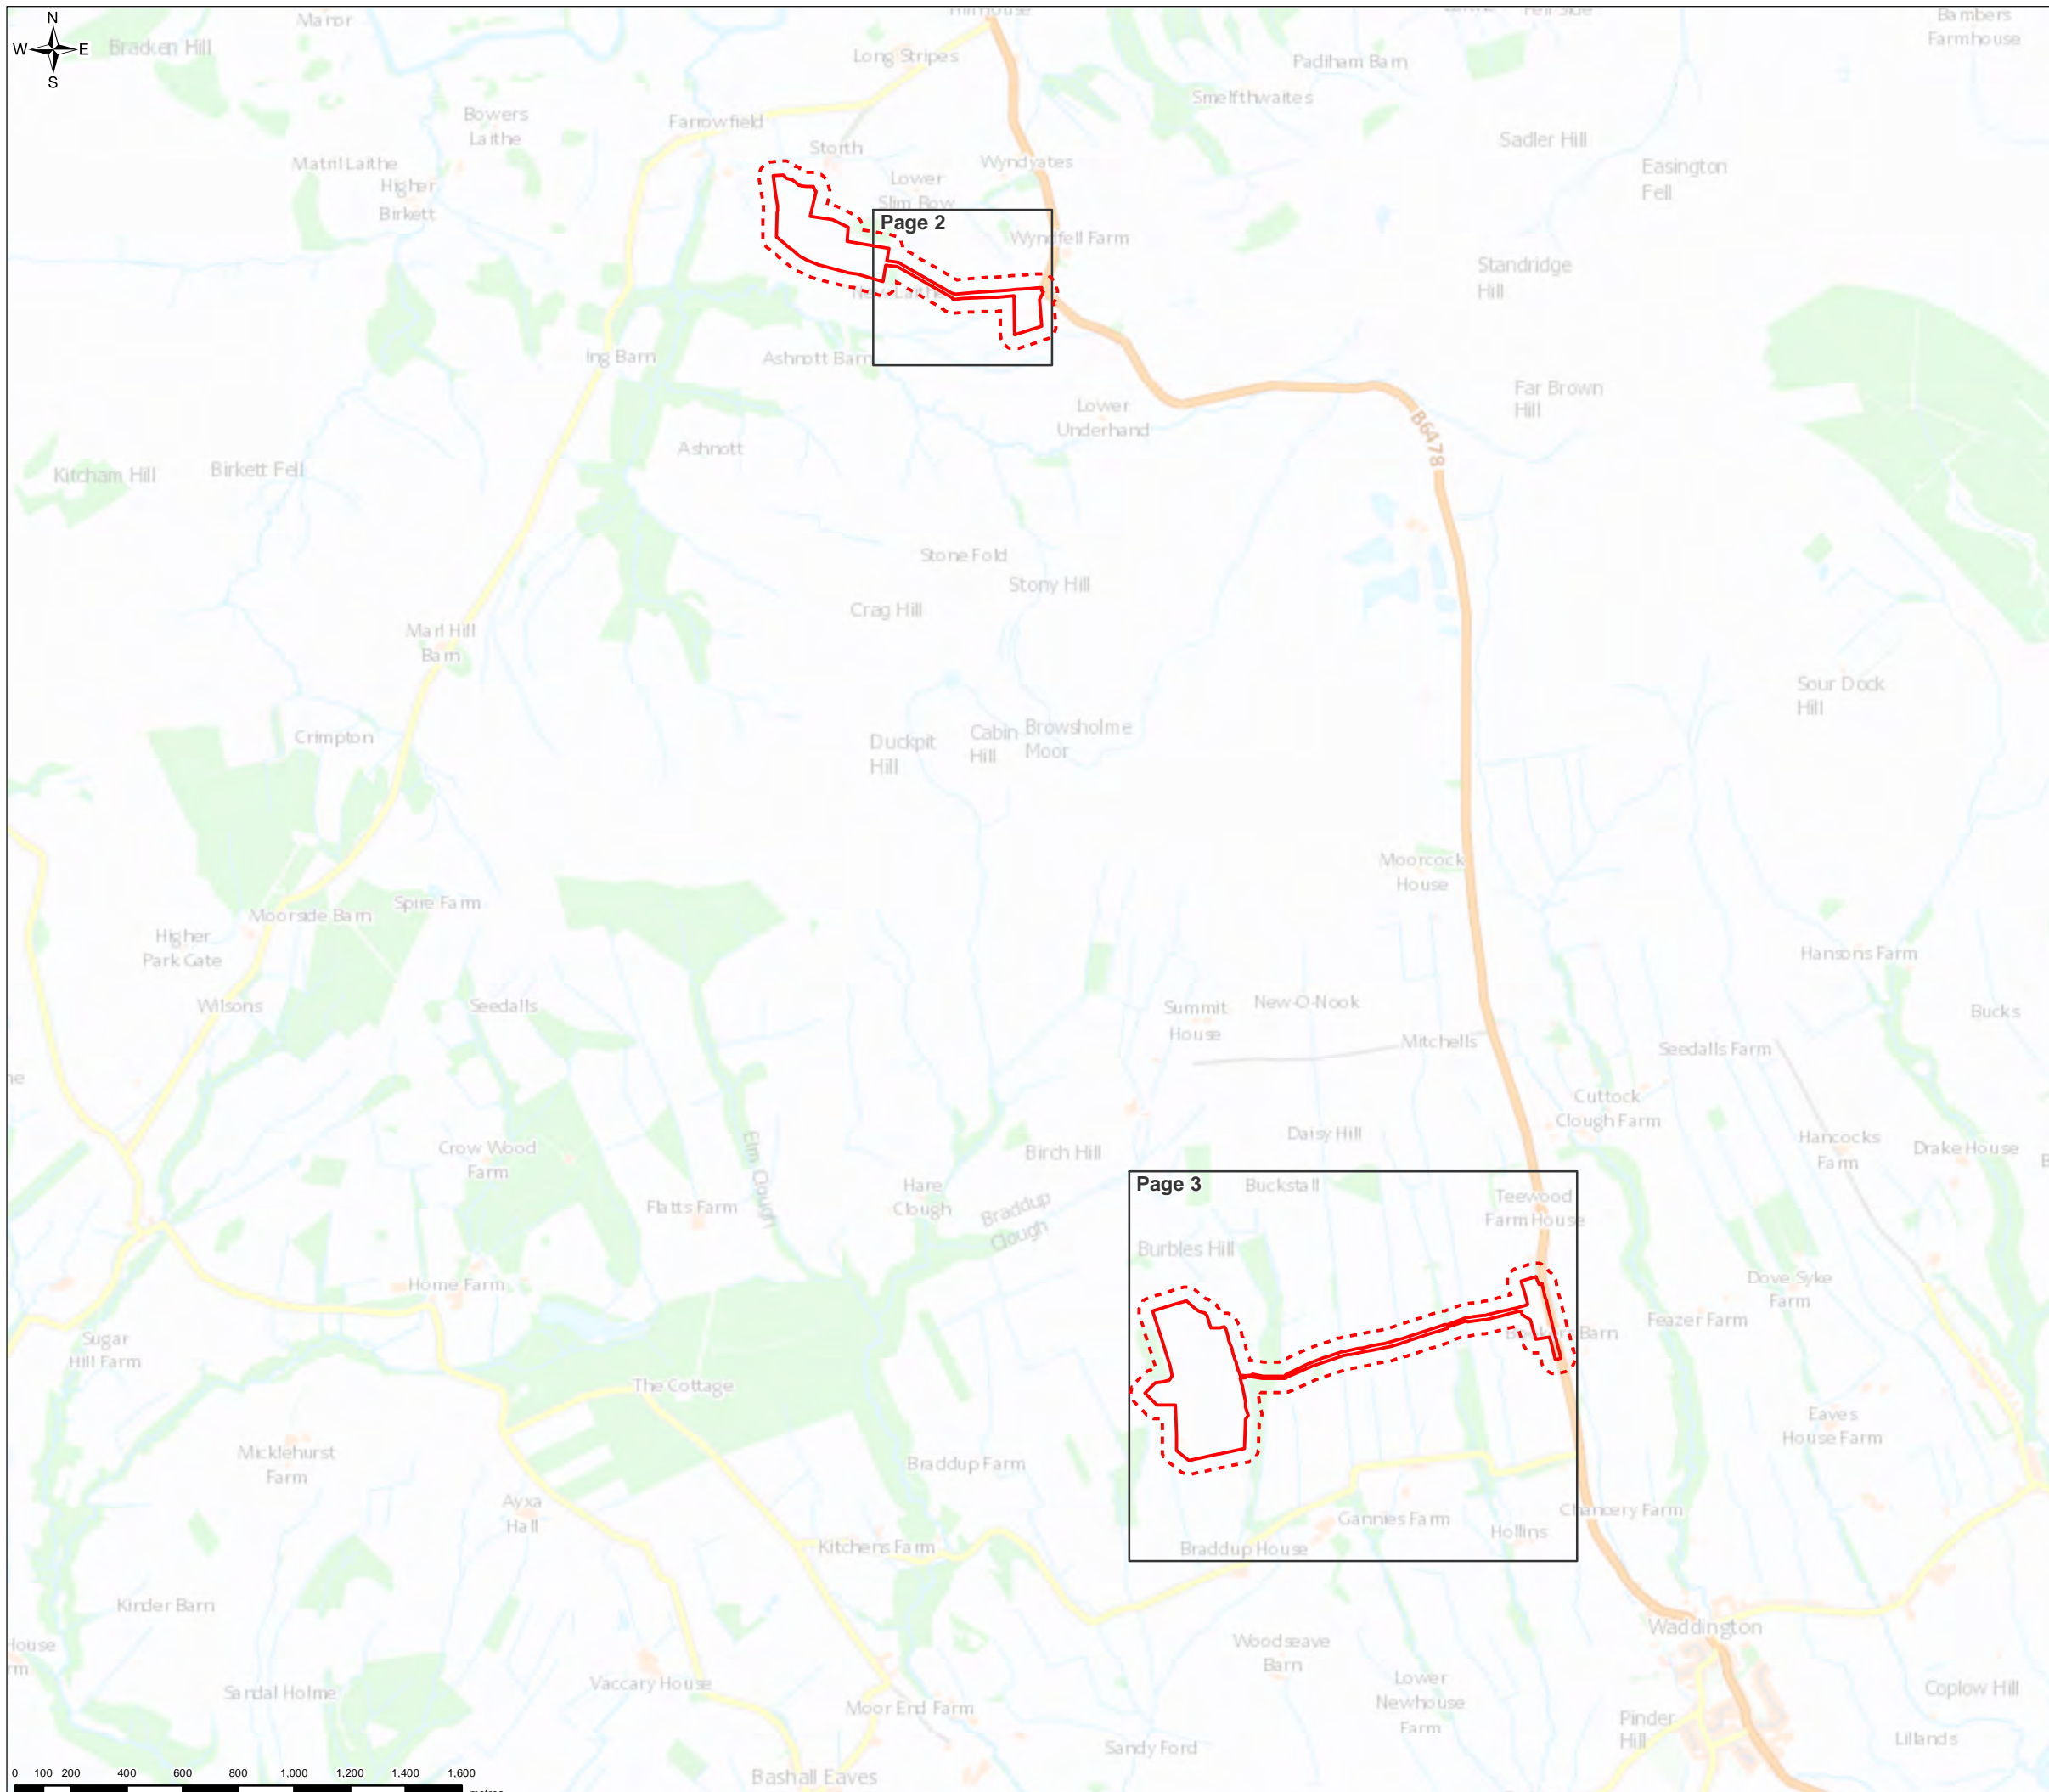 N
W
E
S
Manor
Bracken Hill
Long Stripes
Padiham Barn
Bambers
Farmhouse
Smelfthwaites
Bowers
Laithe
Farrowfield
Storth
Wyndyates
Sadler Hill
Matril Laithe
Higher
Birkett
Lower
Slim Row
Easington
Fell
Page 2
Wyndfell Farm
Standridge
Hill
New Laithe
Ing Barn
Ashnott Barn
Far Brown
Hill
Lower
Underhand
B6478
Ashnott
Kitcham Hill
Birkett Fell
Stone Fold
Stony Hill
Crag Hill
Marl Hill
Barn
Sour Dock
Hill
Crimpton
Duckpit
Hill
Cabin
Hill
Browsholme
Moor
Moorcock
House
Moorside Barn
Spire Farm
Higher
Park Gate
Hansons Farm
Wilsons
Seedalls
Summit
House
New-O-Nook
Bucks
Mitchells
Seedalls Farm
Cuttock
Clough Farm
Crow Wood
Farm
Elm Clough
Birch Hill
Daisy Hill
Hancocks
Farm
Drake House
Page 3
Buckstall
Flatts Farm
Hare
Clough
Braddup
Clough
Teewood
Farm House
Burbles Hill
Home Farm
Dove Syke
Farm
Sugar
Hill Farm
Feazer Farm
The Cottage
Eaves
House Farm
Micklehurst
Farm
Braddup Farm
Ayxa
Hall
Kitchens Farm
Gannies Farm
Hollins
Chancery Farm
Braddup House
Kinder Barn
Waddington
House
Woodseave
Barn
Sandal Holme
Vaccary House
Moor End Farm
Lower
Newhouse
Farm
Coplow Hill
Pinder
Hill
Lillands
Sandy Ford
Bashall Eaves
0 100 200 400 600 800 1,000 1,200 1,400 1,600